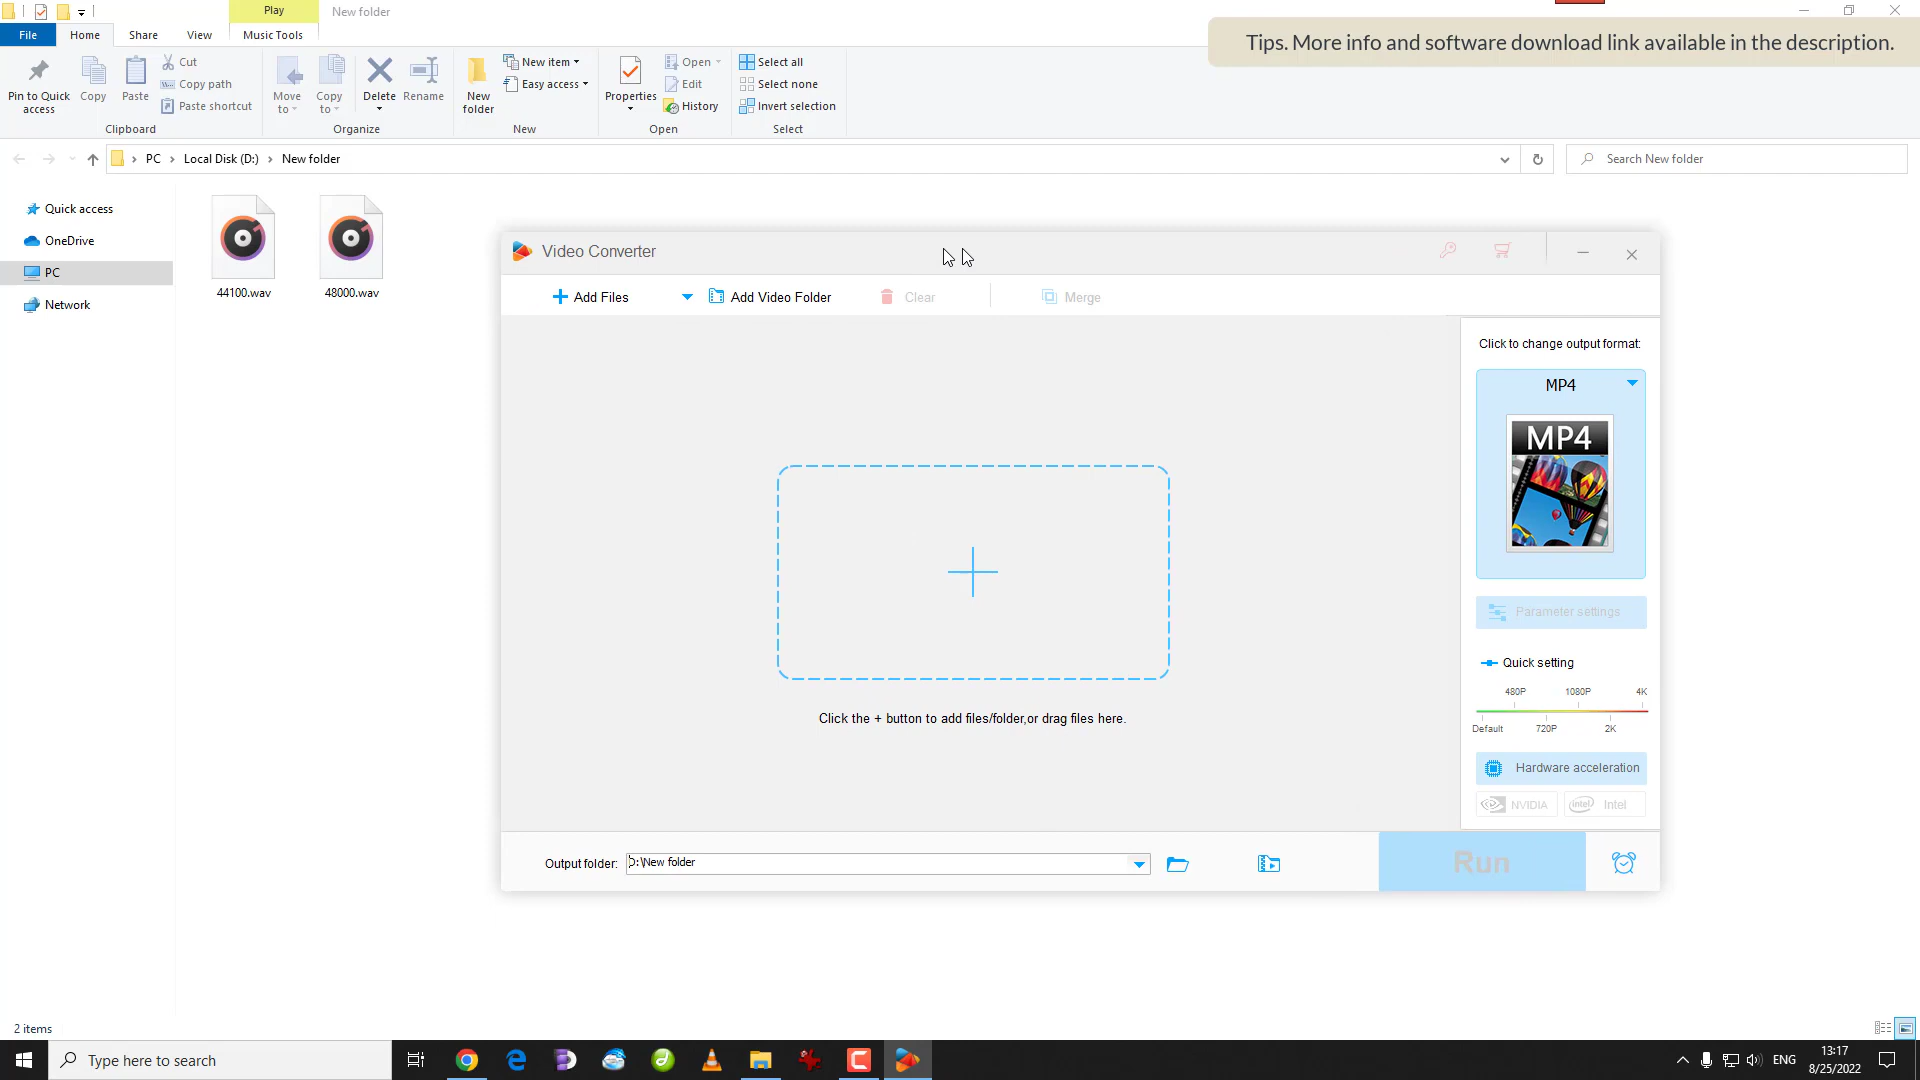 Play
New folder
File
Home
Share
View
Music Tools
Tips. More info and software download link available in the description.
Pin to Quick access
Copy
Paste
Cut
Copy path
Paste shortcut
Clipboard
Move to
Copy to
Delete
Rename
Organize
New folder
New item
Easy access
New
Properties
Open
Edit
History
Open
Select all
Select none
Invert selection
Select
PC
Local Disk (D:)
New folder
Search New folder
Quick access
OneDrive
PC
Network
44100.wav
48000.wav
Video Converter
Add Files
Add Video Folder
Clear
Merge
Click to change output format:
MP4
MP4
Parameter settings
Quick setting
480P
1080P
4K
Default
720P
2K
Hardware acceleration
NVIDIA
intel
Intel
Click the + button to add files/folder,or drag files here.
Output folder:
D:\New folder
Run
2 items
Type here to search
ENG
13:17
8/25/2022